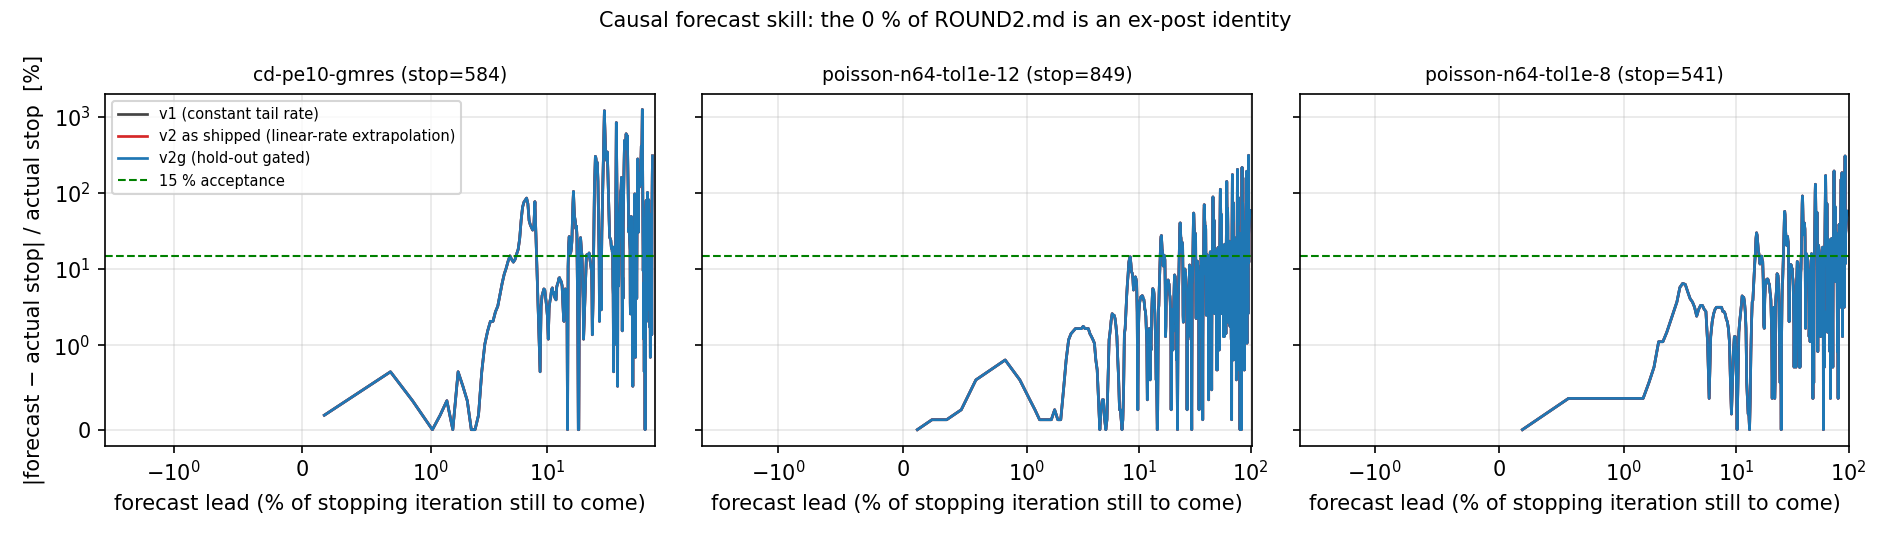 Causal forecast skill: the 0 % of ROUND2.md is an ex-post identity
|forecast − actual stop| / actual stop  [%]
cd-pe10-gmres (stop=584)
v1 (constant tail rate)
v2 as shipped (linear-rate extrapolation)
v2g (hold-out gated)
15 % acceptance
10³
10²
10¹
10⁰
0
−10⁰ 0 10⁰ 10¹
forecast lead (% of stopping iteration still to come)
poisson-n64-tol1e-12 (stop=849)
−10⁰ 0 10⁰ 10¹ 10²
forecast lead (% of stopping iteration still to come)
poisson-n64-tol1e-8 (stop=541)
−10⁰ 0 10⁰ 10¹ 10²
forecast lead (% of stopping iteration still to come)